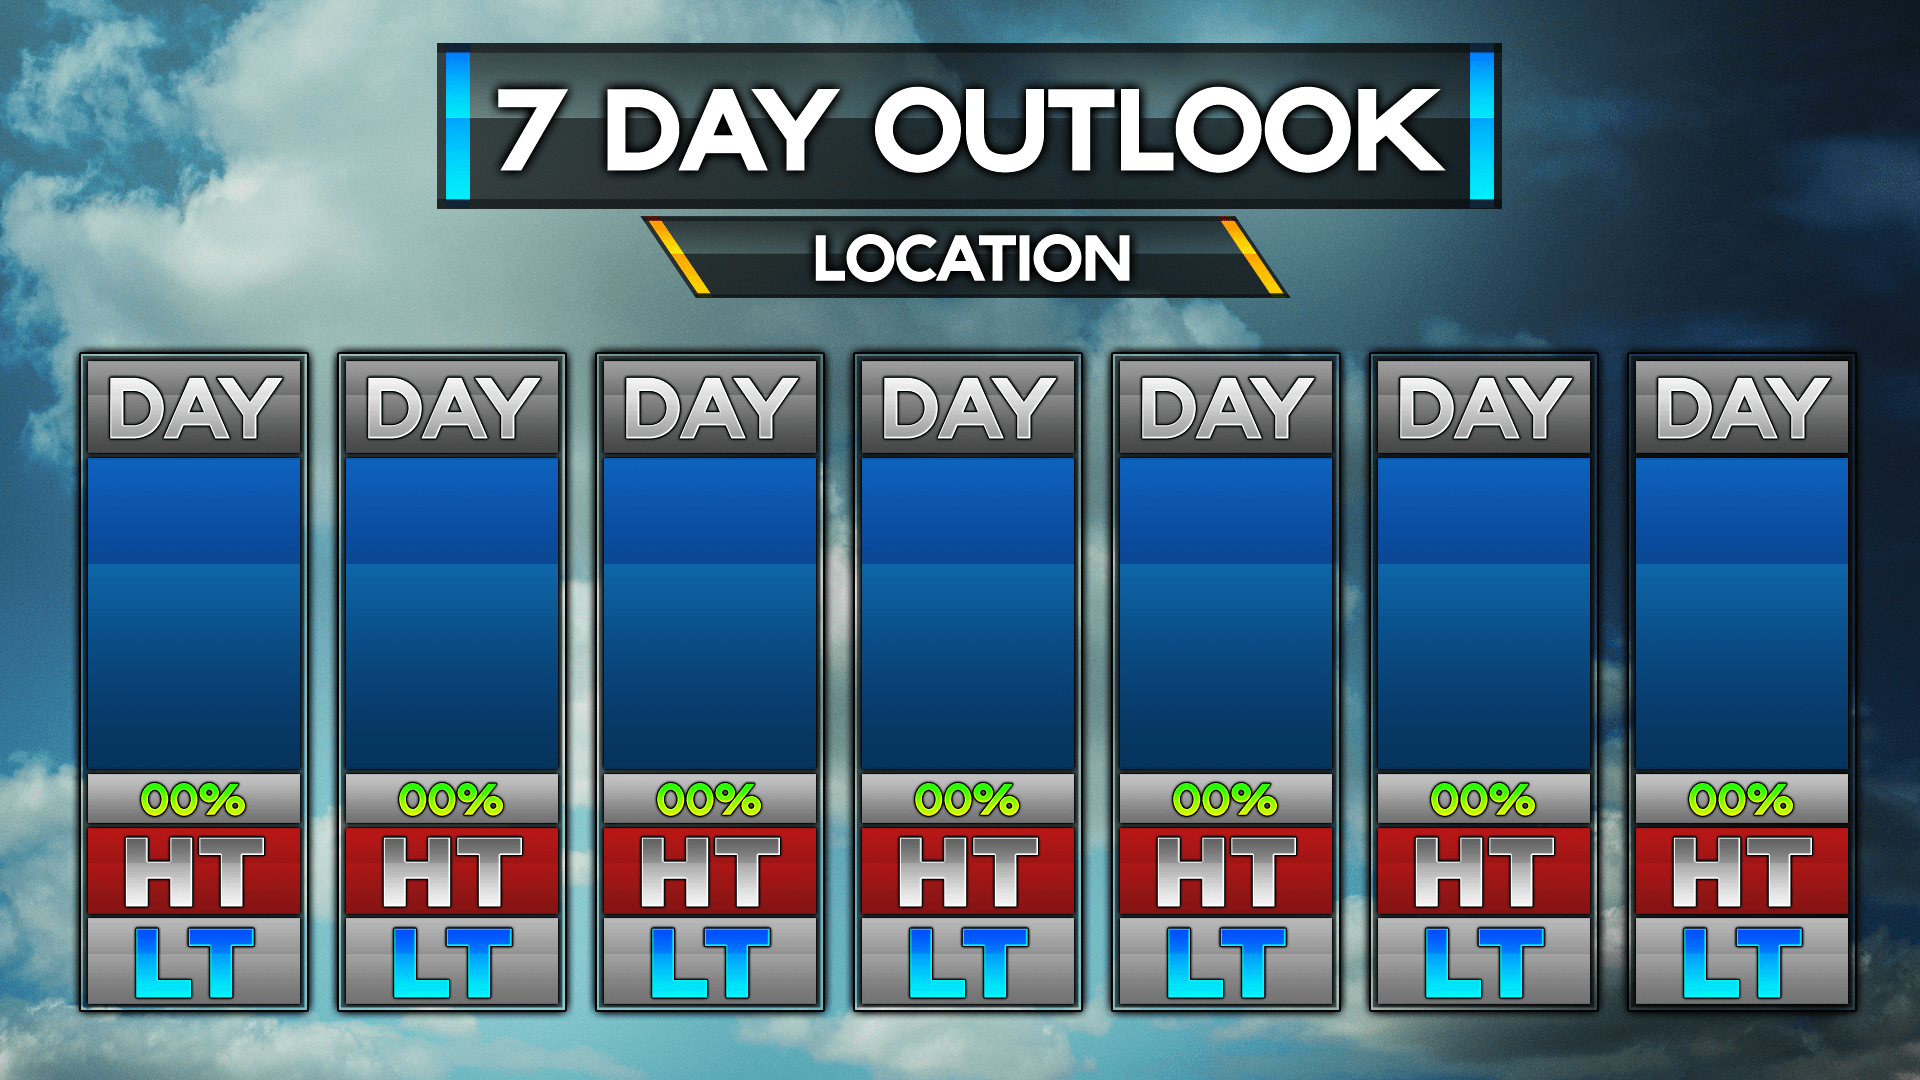 7 DAY OUTLOOK
LOCATION
DAY DAY DAY DAY DAY DAY DAY
00% 00% 00% 00% 00% 00% 00%
HT HT HT HT HT HT HT
LT LT LT LT LT LT LT